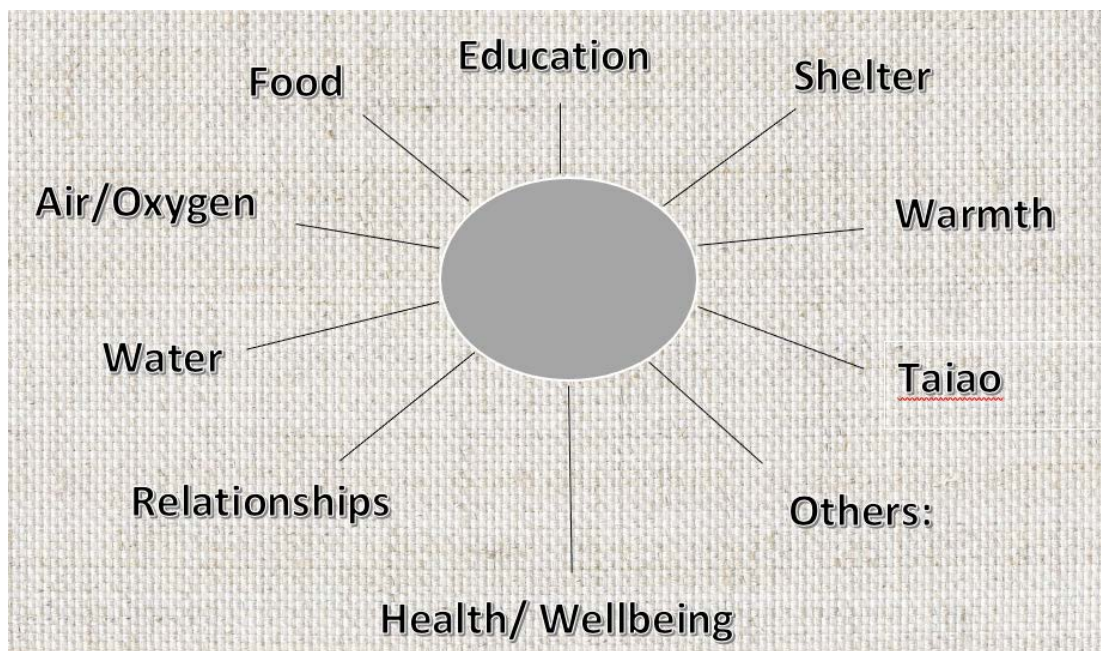 Education
Food
Shelter
Air/Oxygen
Warmth
Water
Taiao
Relationships
Others:
Health/ Wellbeing